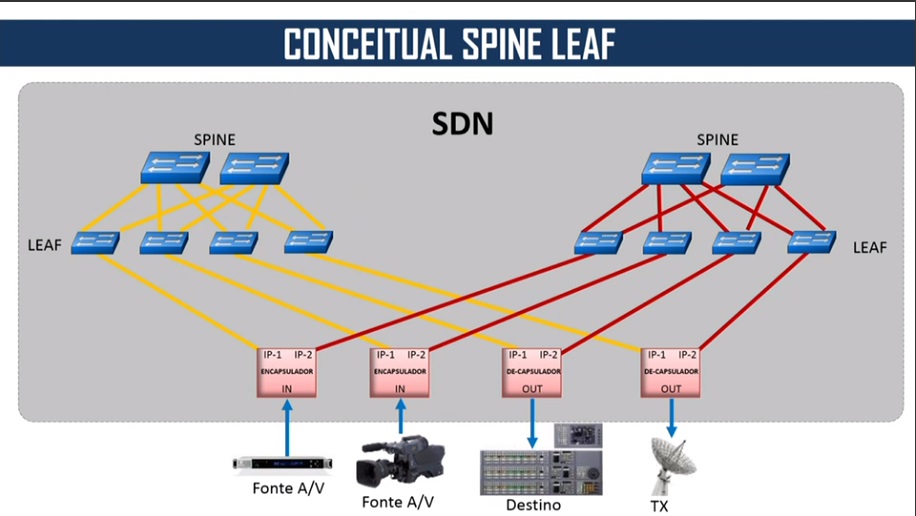 CONCEITUAL SPINE LEAF
SDN
SPINE
SPINE
LEAF
LEAF
IP-1 IP-2
ENCAPSULADOR
IN
IP-1 IP-2
ENCAPSULADOR
IN
IP-1 IP-2
DE-CAPSULADOR
OUT
IP-1 IP-2
DE-CAPSULADOR
OUT
Fonte A/V
Fonte A/V
Destino
TX